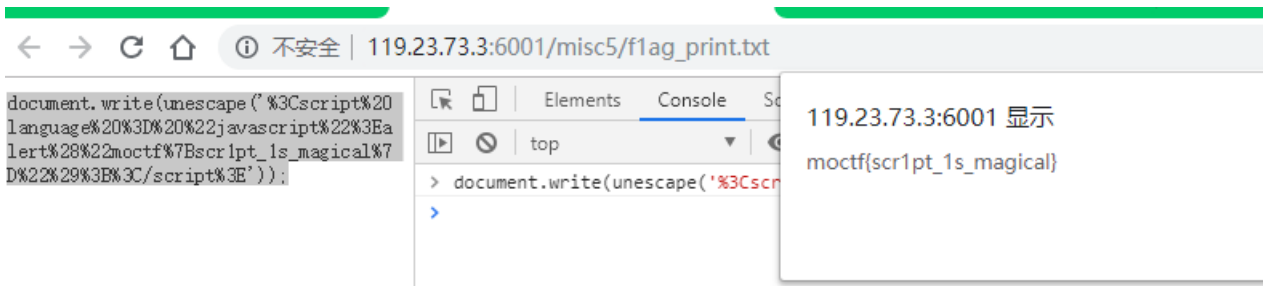 不安全 | 119.23.73.3:6001/misc5/f1ag_print.txt
document.write(unescape('%3Cscript%20
language%20%3D%20%22javascript%22%3Ea
lert%28%22moctf%7Bscr1pt_1s_magical%7
D%22%29%3B%3C/script%3E'));
Elements Console
top
> document.write(unescape('%3Cscr
>
119.23.73.3:6001 显示
moctf{scr1pt_1s_magical}